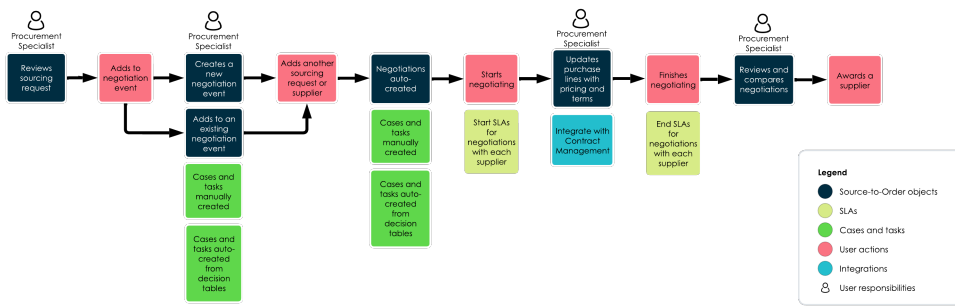 Procurement
Specialist
Reviews
sourcing
request
Adds to
negotiation
event
Procurement
Specialist
Creates a
new
negotiation
event
Adds to an
existing
negotiation
event
Cases and
tasks
manually
created
Cases and
tasks auto-
created
from
decision
tables
Adds another
sourcing
request or
supplier
Negotiations
auto-
created
Cases and
tasks
manually
created
Cases and
tasks auto-
created
from
decision
tables
Starts
negotiating
Start SLAs
for
negotiations
with each
supplier
Procurement
Specialist
Updates
purchase
lines with
pricing and
terms
Integrate with
Contract
Management
Finishes
negotiating
End SLAs
for
negotiations
with each
supplier
Procurement
Specialist
Reviews and
compares
negotiations
Awards a
supplier
Legend
Source-to-Order objects
SLAs
Cases and tasks
User actions
Integrations
User responsibilities